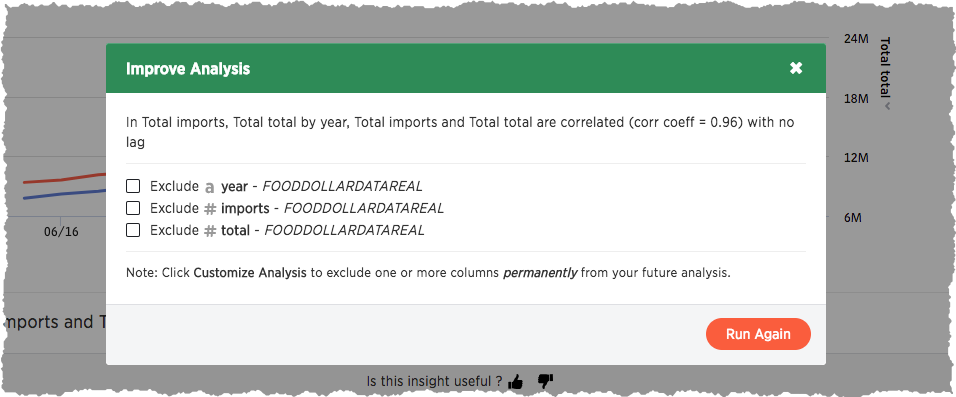 24M
Total total
Improve Analysis
18M
In Total imports, Total total by year, Total imports and Total total are correlated (corr coeff = 0.96) with no
lag
12M
Exclude a year - FOODDOLLARDATAREAL
Exclude # imports - FOODDOLLARDATAREAL
6M
Exclude # total - FOODDOLLARDATAREAL
06/16
Note: Click Customize Analysis to exclude one or more columns permanently from your future analysis.
mports and T
Run Again
Is this insight useful ?